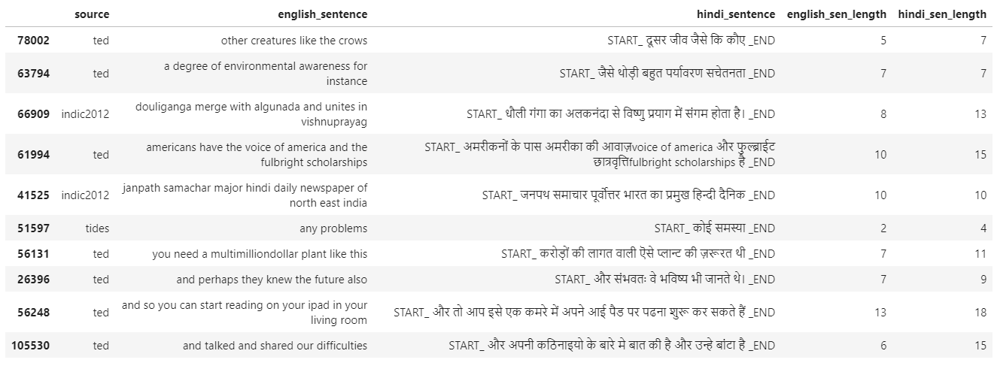 source english_sentence hindi_sentence english_sen_length hindi_sen_length
78002 ted other creatures like the crows START_ दूसर जीव जैसे कि कौए _END 5 7
63794 ted a degree of environmental awareness for
instance START_ जैसे थोड़ी बहुत पर्यावरण सचेतनता _END 7 7
66909 indic2012 douliganga merge with algunada and unites in
vishnuprayag START_ धौली गंगा का अलकनंदा से विष्णु प्रयाग में संगम होता है। _END 8 13
61994 ted americans have the voice of america and the
fulbright scholarships START_ अमरीकनों के पास अमरीका की आवाज़voice of america और फुल्ब्राईट
छात्रवृत्तिfulbright scholarships है _END 10 15
41525 indic2012 janpath samachar major hindi daily newspaper of
north east india START_ जनपथ समाचार पूर्वोत्तर भारत का प्रमुख हिन्दी दैनिक _END 10 10
51597 tides any problems START_ कोई समस्या _END 2 4
56131 ted you need a multimilliondollar plant like this START_ करोड़ों की लागत वाली ऎसे प्लान्ट की ज़रूरत थी _END 7 11
26396 ted and perhaps they knew the future also START_ और संभवतः वे भविष्य भी जानते थे। _END 7 9
56248 ted and so you can start reading on your ipad in your
living room START_ और तो आप इसे एक कमरे में अपने आई पैड पर पढना शुरू कर सकते हैं _END 13 18
105530 ted and talked and shared our difficulties START_ और अपनी कठिनाइयो के बारे मे बात की है और उन्हे बांटा है _END 6 15